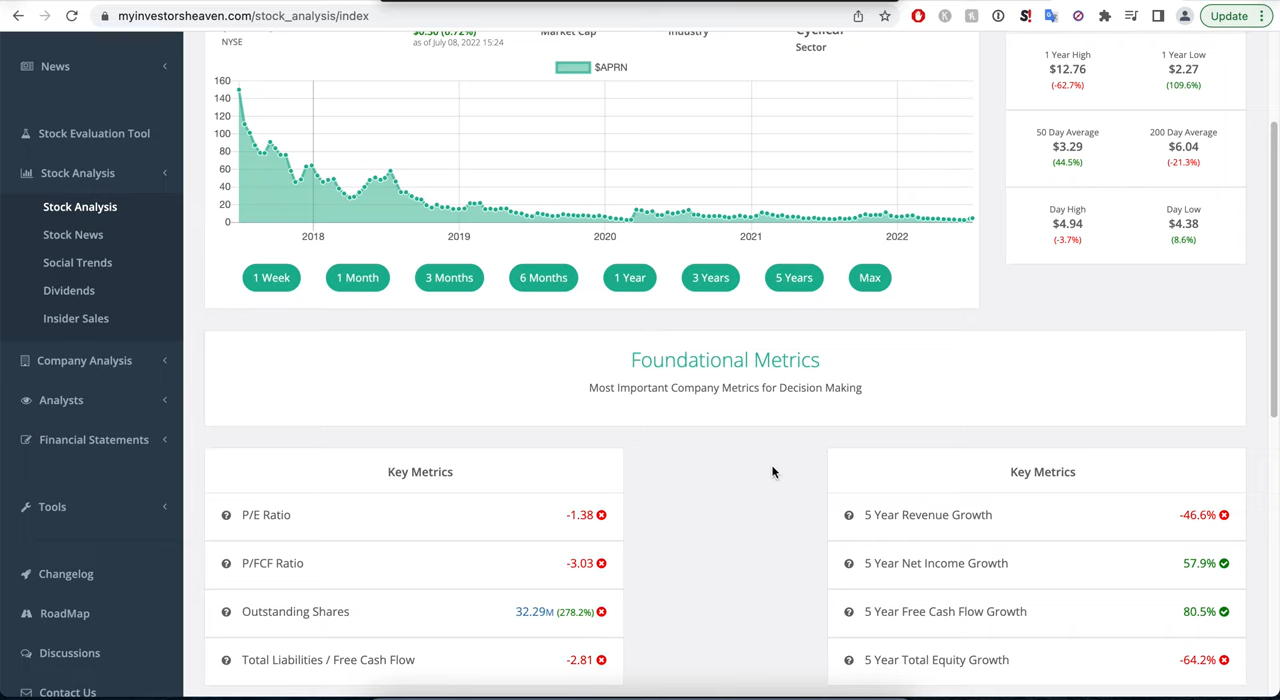 myinvestorsheaven.com/stock_analysis/index
Update
News
Stock Evaluation Tool
Stock Analysis
Stock Analysis
Stock News
Social Trends
Dividends
Insider Sales
Company Analysis
Analysts
Financial Statements
Tools
Changelog
RoadMap
Discussions
Contact Us
NYSE
$0.30 (6.72%)
as of July 08, 2022 15:24
Market Cap
Industry
Cyclical
Sector
$APRN
160
140
120
100
80
60
40
20
0
2018 2019 2020 2021 2022
1 Week 1 Month 3 Months 6 Months 1 Year 3 Years 5 Years Max
1 Year High 1 Year Low
$12.76 $2.27
(-62.7%) (109.6%)
50 Day Average 200 Day Average
$3.29 $6.04
(44.5%) (-21.3%)
Day High Day Low
$4.94 $4.38
(-3.7%) (8.6%)
Foundational Metrics
Most Important Company Metrics for Decision Making
Key Metrics
P/E Ratio -1.38
P/FCF Ratio -3.03
Outstanding Shares 32.29M (278.2%)
Total Liabilities / Free Cash Flow -2.81
Key Metrics
5 Year Revenue Growth -46.6%
5 Year Net Income Growth 57.9%
5 Year Free Cash Flow Growth 80.5%
5 Year Total Equity Growth -64.2%